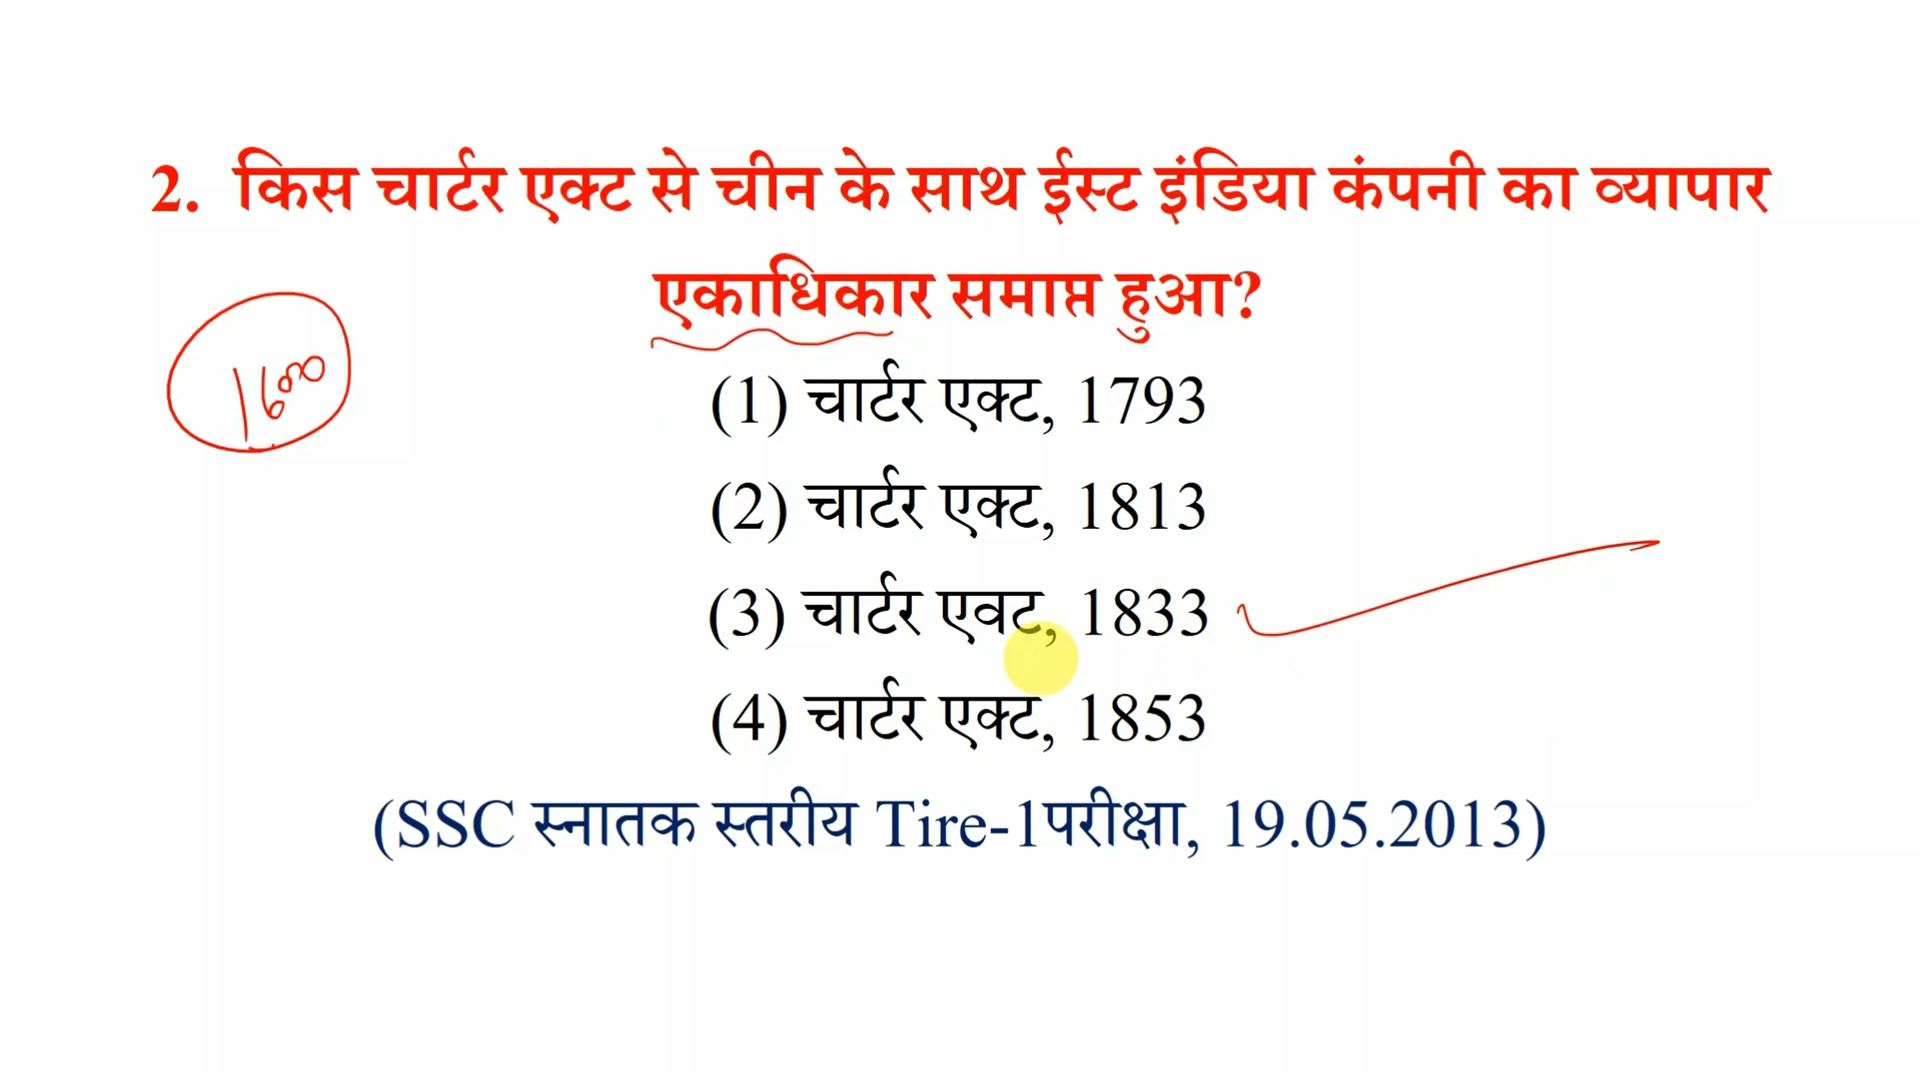 2. किस चार्टर एक्ट से चीन के साथ ईस्ट इंडिया कंपनी का व्यापार
एकाधिकार समाप्त हुआ?
1600
(1) चार्टर एक्ट, 1793
(2) चार्टर एक्ट, 1813
(3) चार्टर एवट, 1833
(4) चार्टर एक्ट, 1853
(SSC स्नातक स्तरीय Tire-1परीक्षा, 19.05.2013)